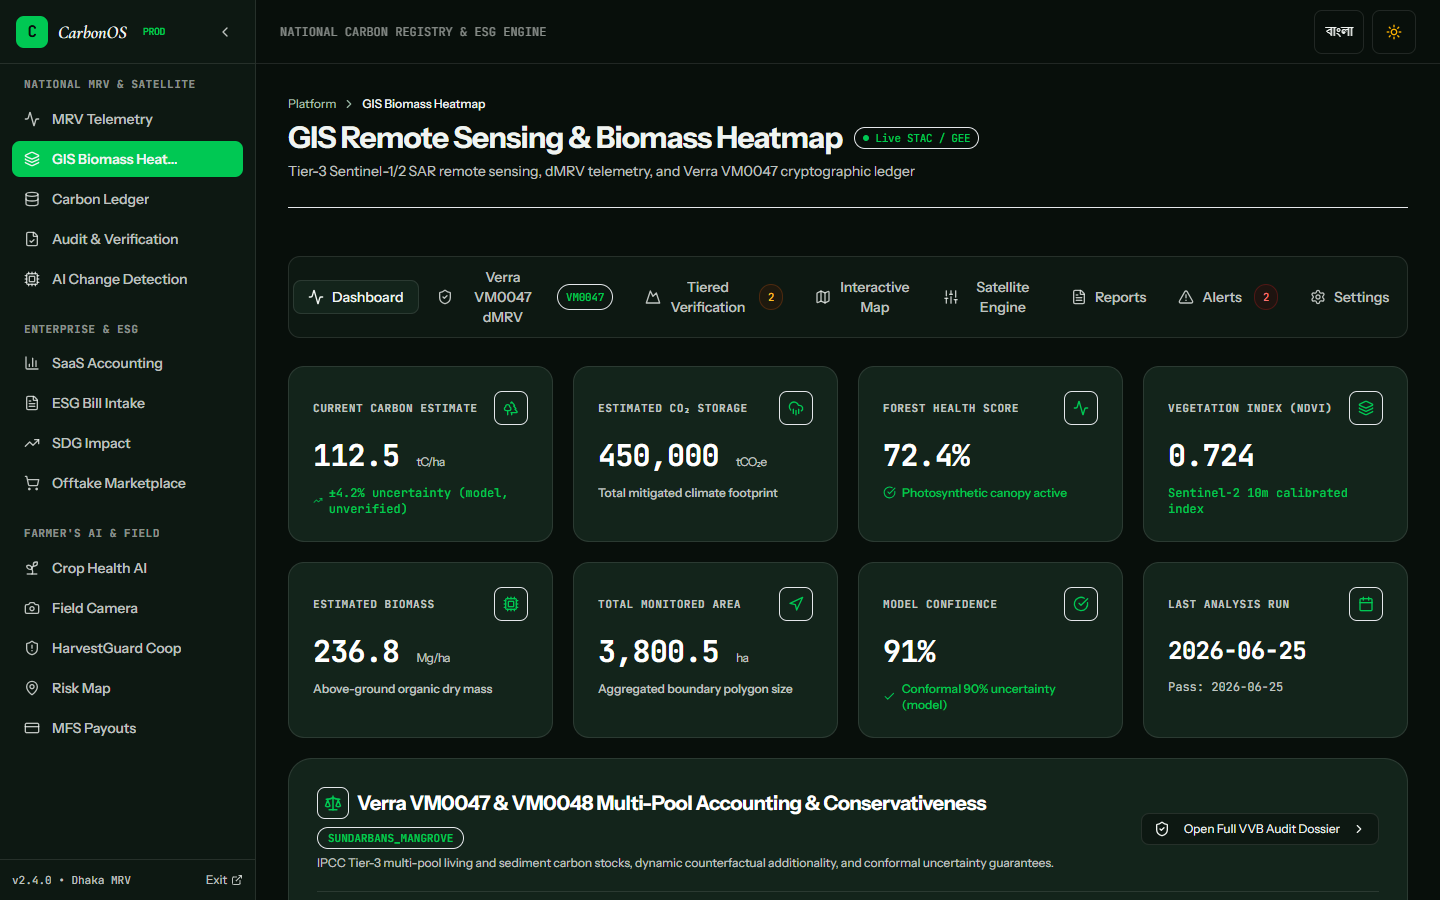 C CarbonOS PROD
NATIONAL CARBON REGISTRY & ESG ENGINE
বাংলা
NATIONAL MRV & SATELLITE
MRV Telemetry
GIS Biomass Heat...
Carbon Ledger
Audit & Verification
AI Change Detection
ENTERPRISE & ESG
SaaS Accounting
ESG Bill Intake
SDG Impact
Offtake Marketplace
FARMER'S AI & FIELD
Crop Health AI
Field Camera
HarvestGuard Coop
Risk Map
MFS Payouts
v2.4.0 • Dhaka MRV
Exit
Platform > GIS Biomass Heatmap
GIS Remote Sensing & Biomass Heatmap
Live STAC / GEE
Tier-3 Sentinel-1/2 SAR remote sensing, dMRV telemetry, and Verra VM0047 cryptographic ledger
Dashboard
Verra
VM0047
dMRV
VM0047
Tiered
Verification
2
Interactive
Map
Satellite
Engine
Reports
Alerts
2
Settings
CURRENT CARBON ESTIMATE
112.5 tC/ha
±4.2% uncertainty (model,
unverified)
ESTIMATED CO₂ STORAGE
450,000 tCO₂e
Total mitigated climate footprint
FOREST HEALTH SCORE
72.4%
Photosynthetic canopy active
VEGETATION INDEX (NDVI)
0.724
Sentinel-2 10m calibrated
index
ESTIMATED BIOMASS
236.8 Mg/ha
Above-ground organic dry mass
TOTAL MONITORED AREA
3,800.5 ha
Aggregated boundary polygon size
MODEL CONFIDENCE
91%
Conformal 90% uncertainty
(model)
LAST ANALYSIS RUN
2026-06-25
Pass: 2026-06-25
Verra VM0047 & VM0048 Multi-Pool Accounting & Conservativeness
SUNDARBANS_MANGROVE
IPCC Tier-3 multi-pool living and sediment carbon stocks, dynamic counterfactual additionality, and conformal uncertainty guarantees.
Open Full VVB Audit Dossier